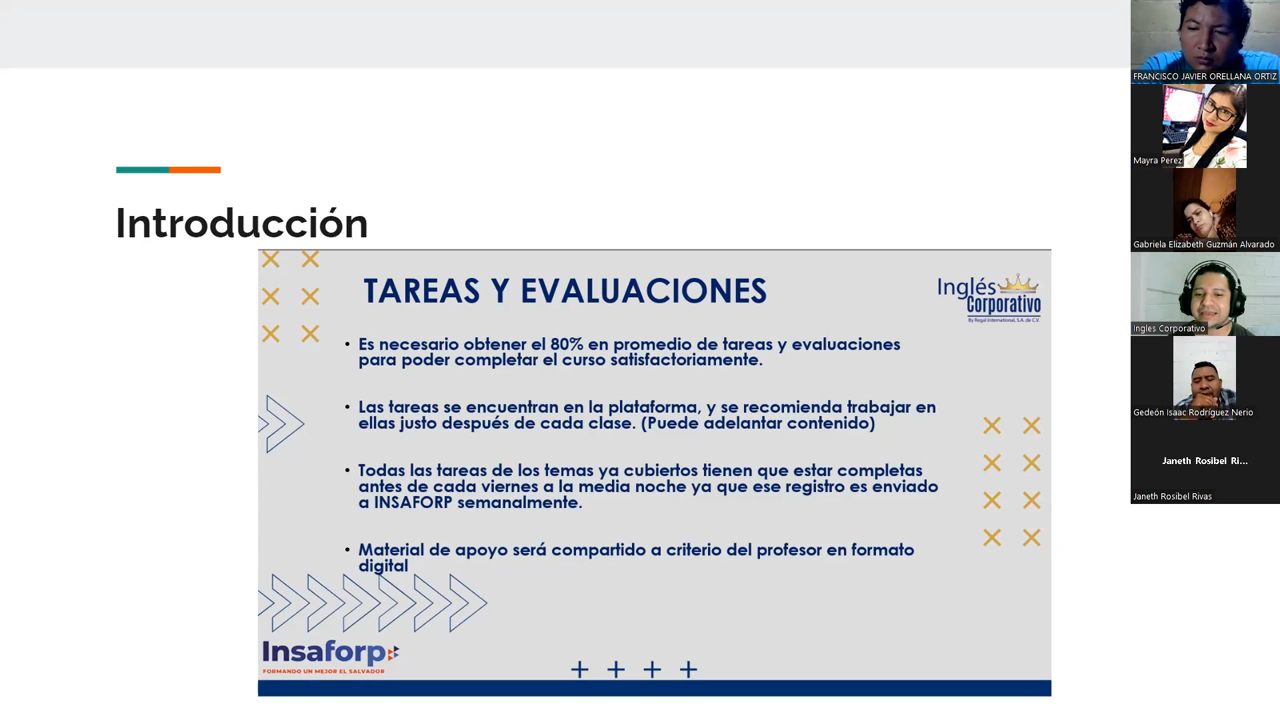 Introducción
TAREAS Y EVALUACIONES
Inglés
Corporativo
By Regal International, S.A. de C.V.
• Es necesario obtener el 80% en promedio de tareas y evaluaciones
para poder completar el curso satisfactoriamente.
• Las tareas se encuentran en la plataforma, y se recomienda trabajar en
ellas justo después de cada clase. (Puede adelantar contenido)
• Todas las tareas de los temas ya cubiertos tienen que estar completas
antes de cada viernes a la media noche ya que ese registro es enviado
a INSAFORP semanalmente.
• Material de apoyo será compartido a criterio del profesor en formato
digital
Insaforp
FORMANDO UN MEJOR EL SALVADOR
FRANCISCO JAVIER ORELLANA ORTIZ
Mayra Perez
Gabriela Elizabeth Guzmán Alvarado
Ingles Corporativo
Gedeón Isaac Rodríguez Nerio
Janeth Rosibel Ri...
Janeth Rosibel Rivas